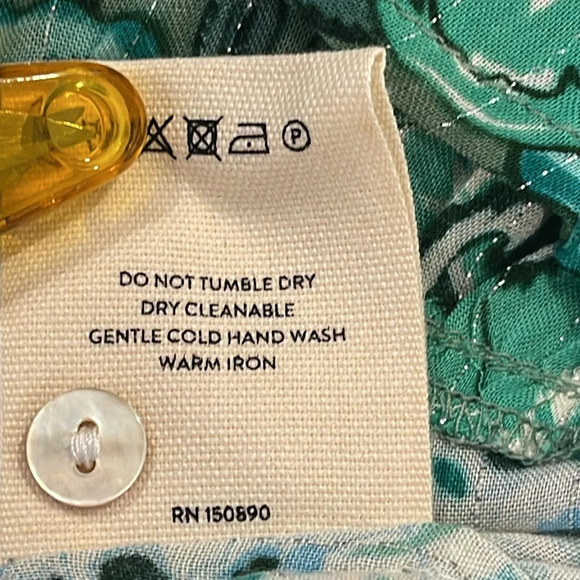 P
DO NOT TUMBLE DRY
DRY CLEANABLE
GENTLE COLD HAND WASH
WARM IRON
RN 150890